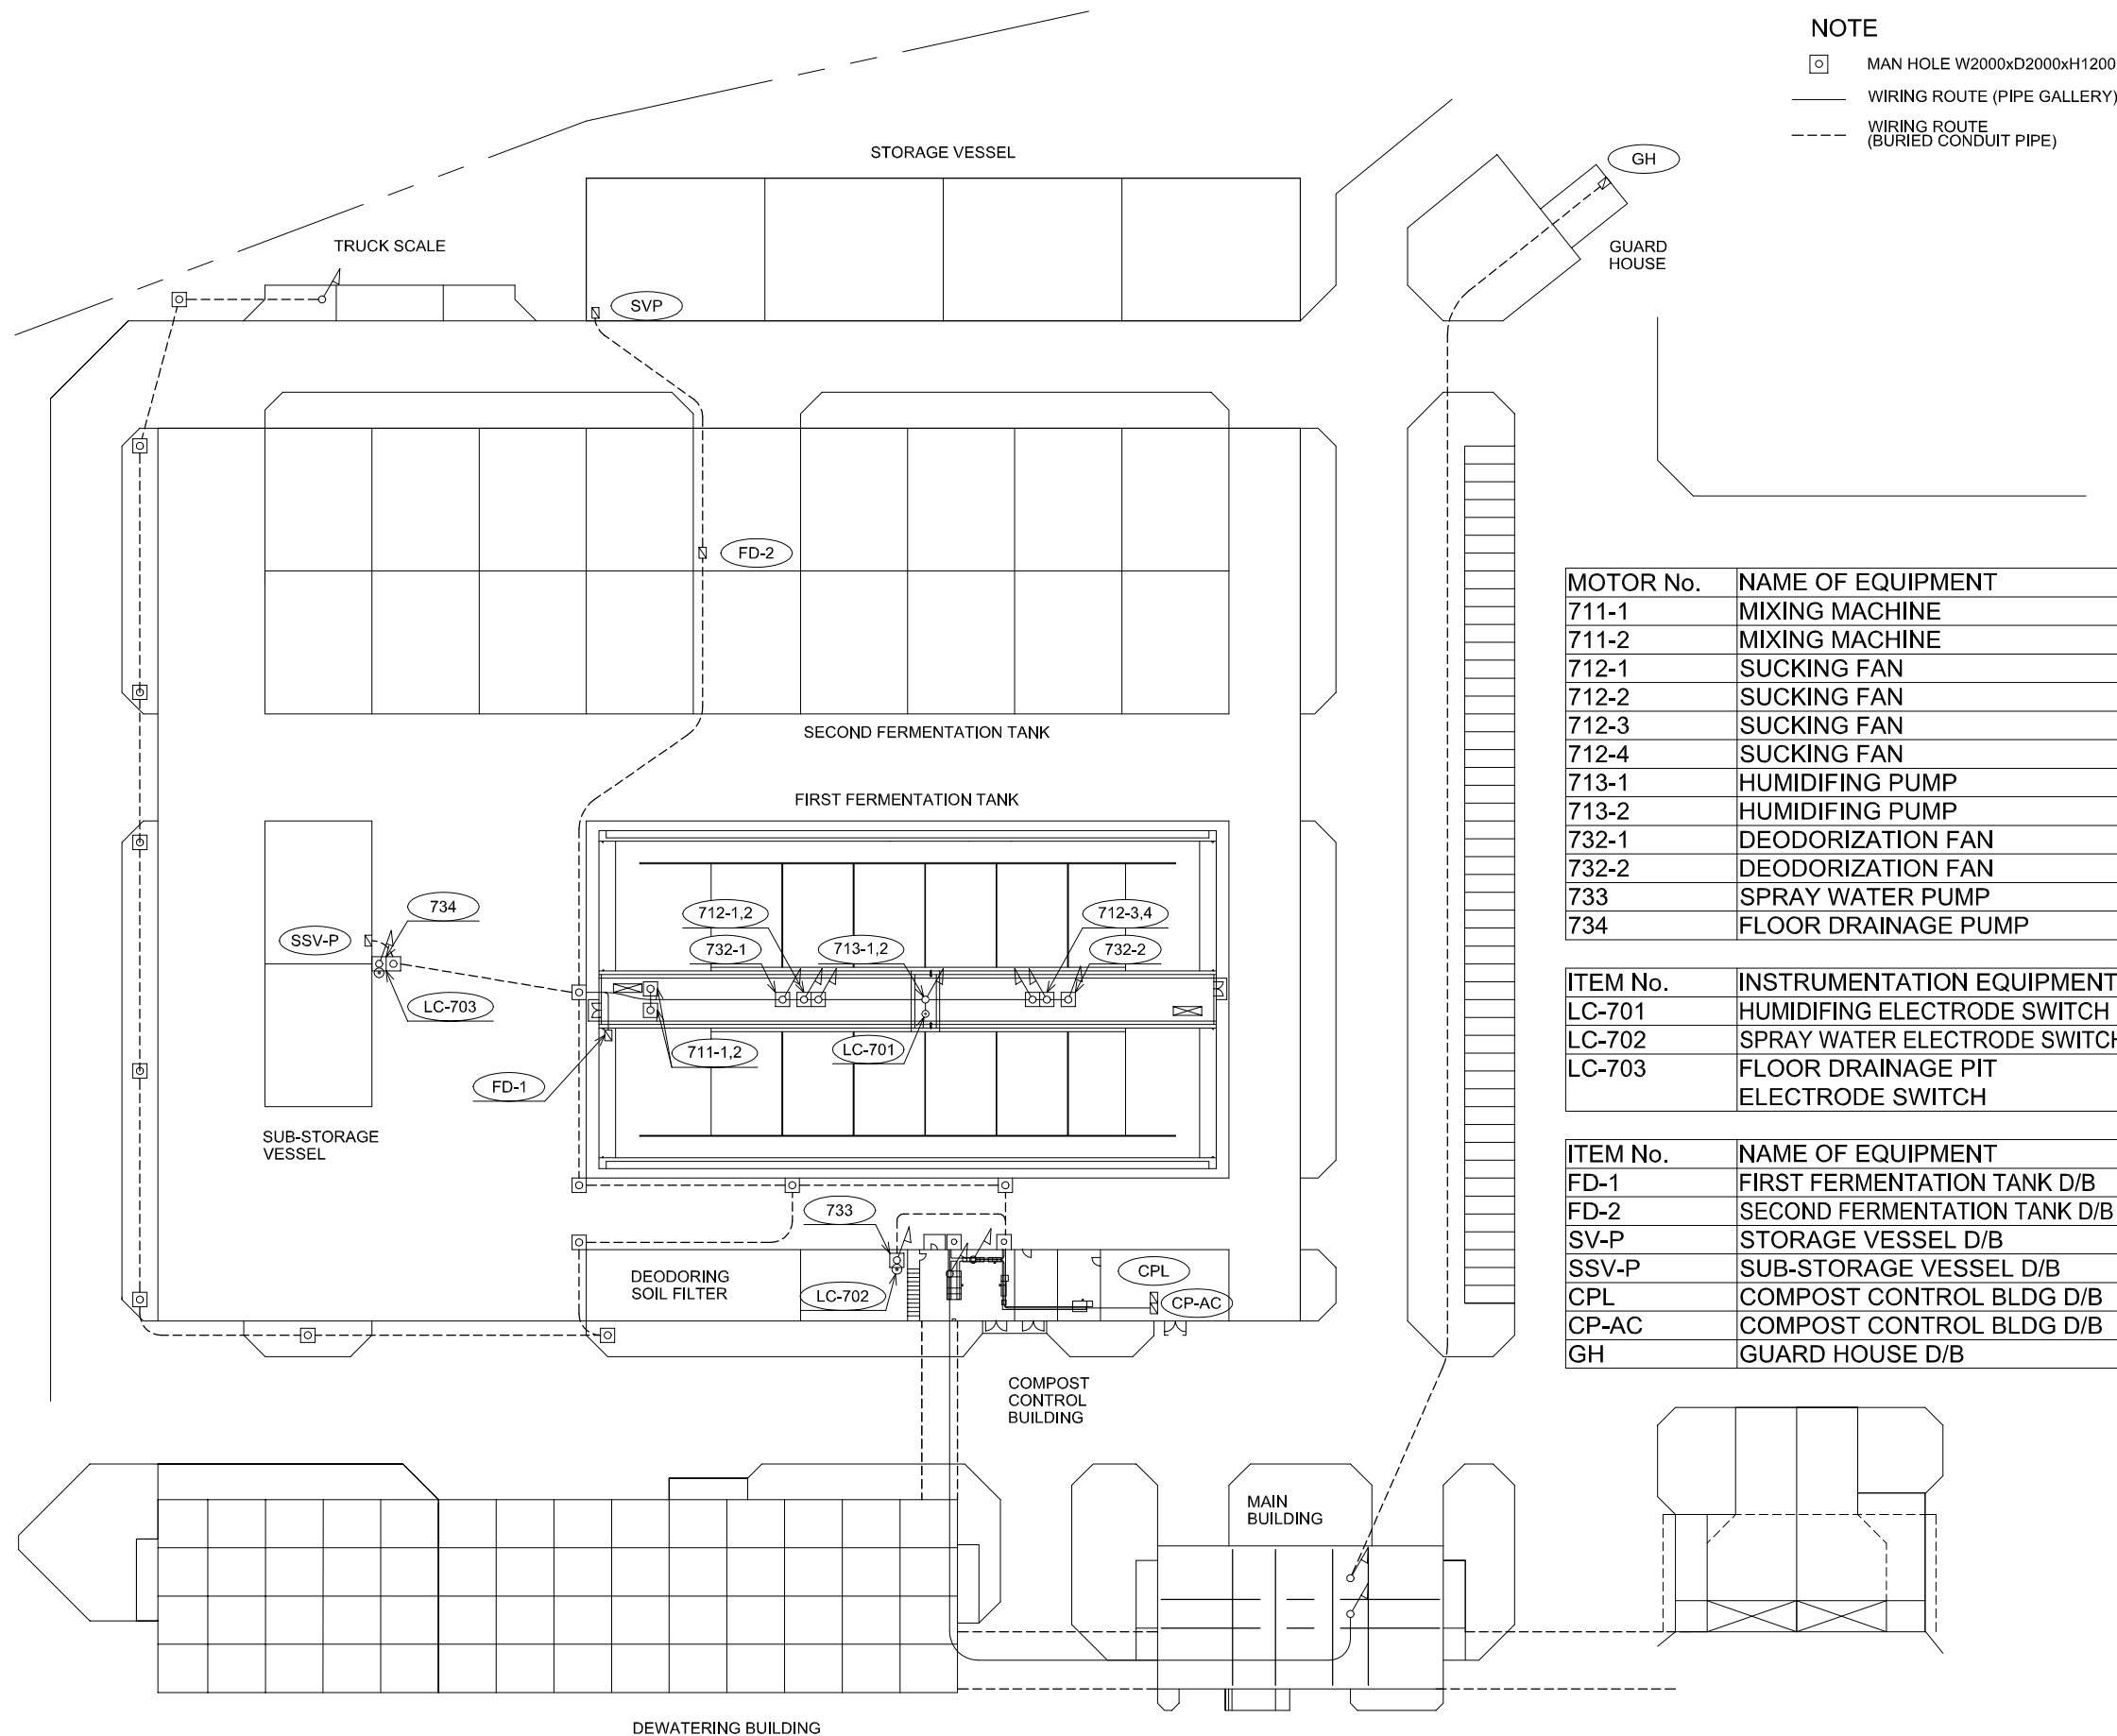 NOTE
MAN HOLE W2000xD2000xH1200
WIRING ROUTE (PIPE GALLERY)
WIRING ROUTE
(BURIED CONDUIT PIPE)
STORAGE VESSEL
GH
GUARD
HOUSE
TRUCK SCALE
SVP
FD-2
SECOND FERMENTATION TANK
FIRST FERMENTATION TANK
734
SSV-P
LC-703
712-1,2
732-1
713-1,2
712-3,4
732-2
711-1,2
LC-701
FD-1
SUB-STORAGE
VESSEL
733
LC-702
DEODORING
SOIL FILTER
CPL
CP-AC
COMPOST
CONTROL
BUILDING
MAIN
BUILDING
DEWATERING BUILDING
MOTOR No. NAME OF EQUIPMENT
711-1 MIXING MACHINE
711-2 MIXING MACHINE
712-1 SUCKING FAN
712-2 SUCKING FAN
712-3 SUCKING FAN
712-4 SUCKING FAN
713-1 HUMIDIFING PUMP
713-2 HUMIDIFING PUMP
732-1 DEODORIZATION FAN
732-2 DEODORIZATION FAN
733 SPRAY WATER PUMP
734 FLOOR DRAINAGE PUMP
ITEM No. INSTRUMENTATION EQUIPMENT
LC-701 HUMIDIFING ELECTRODE SWITCH
LC-702 SPRAY WATER ELECTRODE SWITCH
LC-703 FLOOR DRAINAGE PIT
ELECTRODE SWITCH
ITEM No. NAME OF EQUIPMENT
FD-1 FIRST FERMENTATION TANK D/B
FD-2 SECOND FERMENTATION TANK D/B
SV-P STORAGE VESSEL D/B
SSV-P SUB-STORAGE VESSEL D/B
CPL COMPOST CONTROL BLDG D/B
CP-AC COMPOST CONTROL BLDG D/B
GH GUARD HOUSE D/B